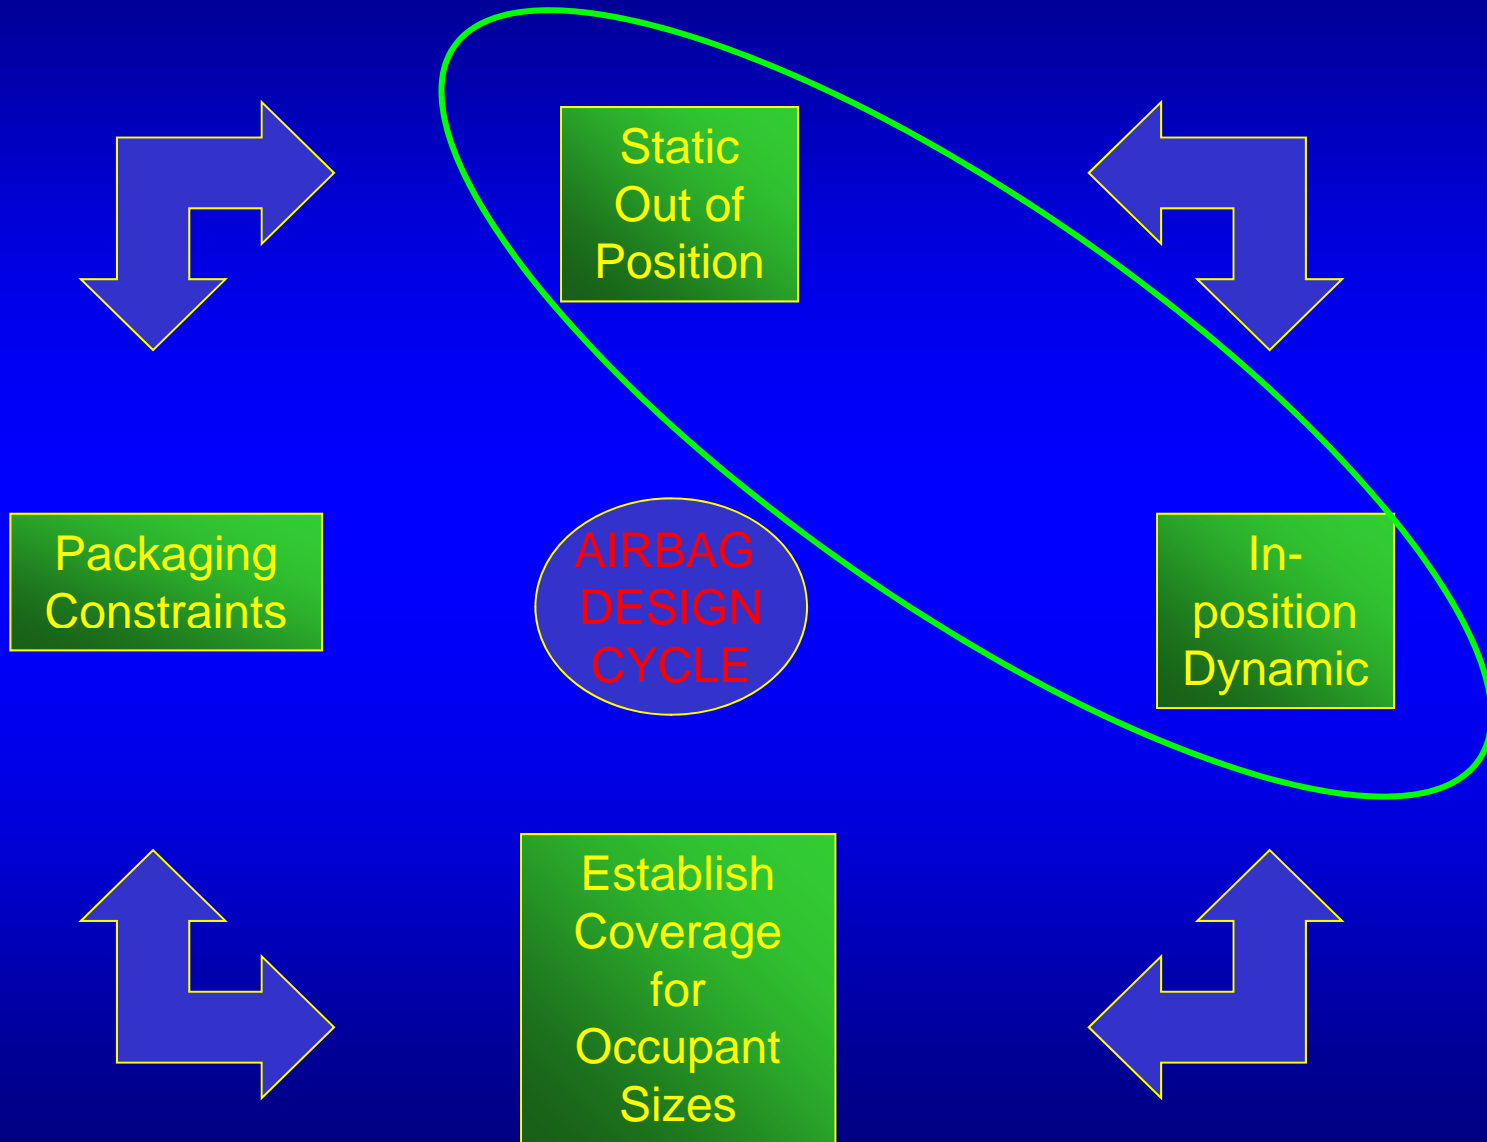 Static
Out of
Position
Packaging
Constraints
AIRBAG
DESIGN
CYCLE
In-
position
Dynamic
Establish
Coverage
for
Occupant
Sizes